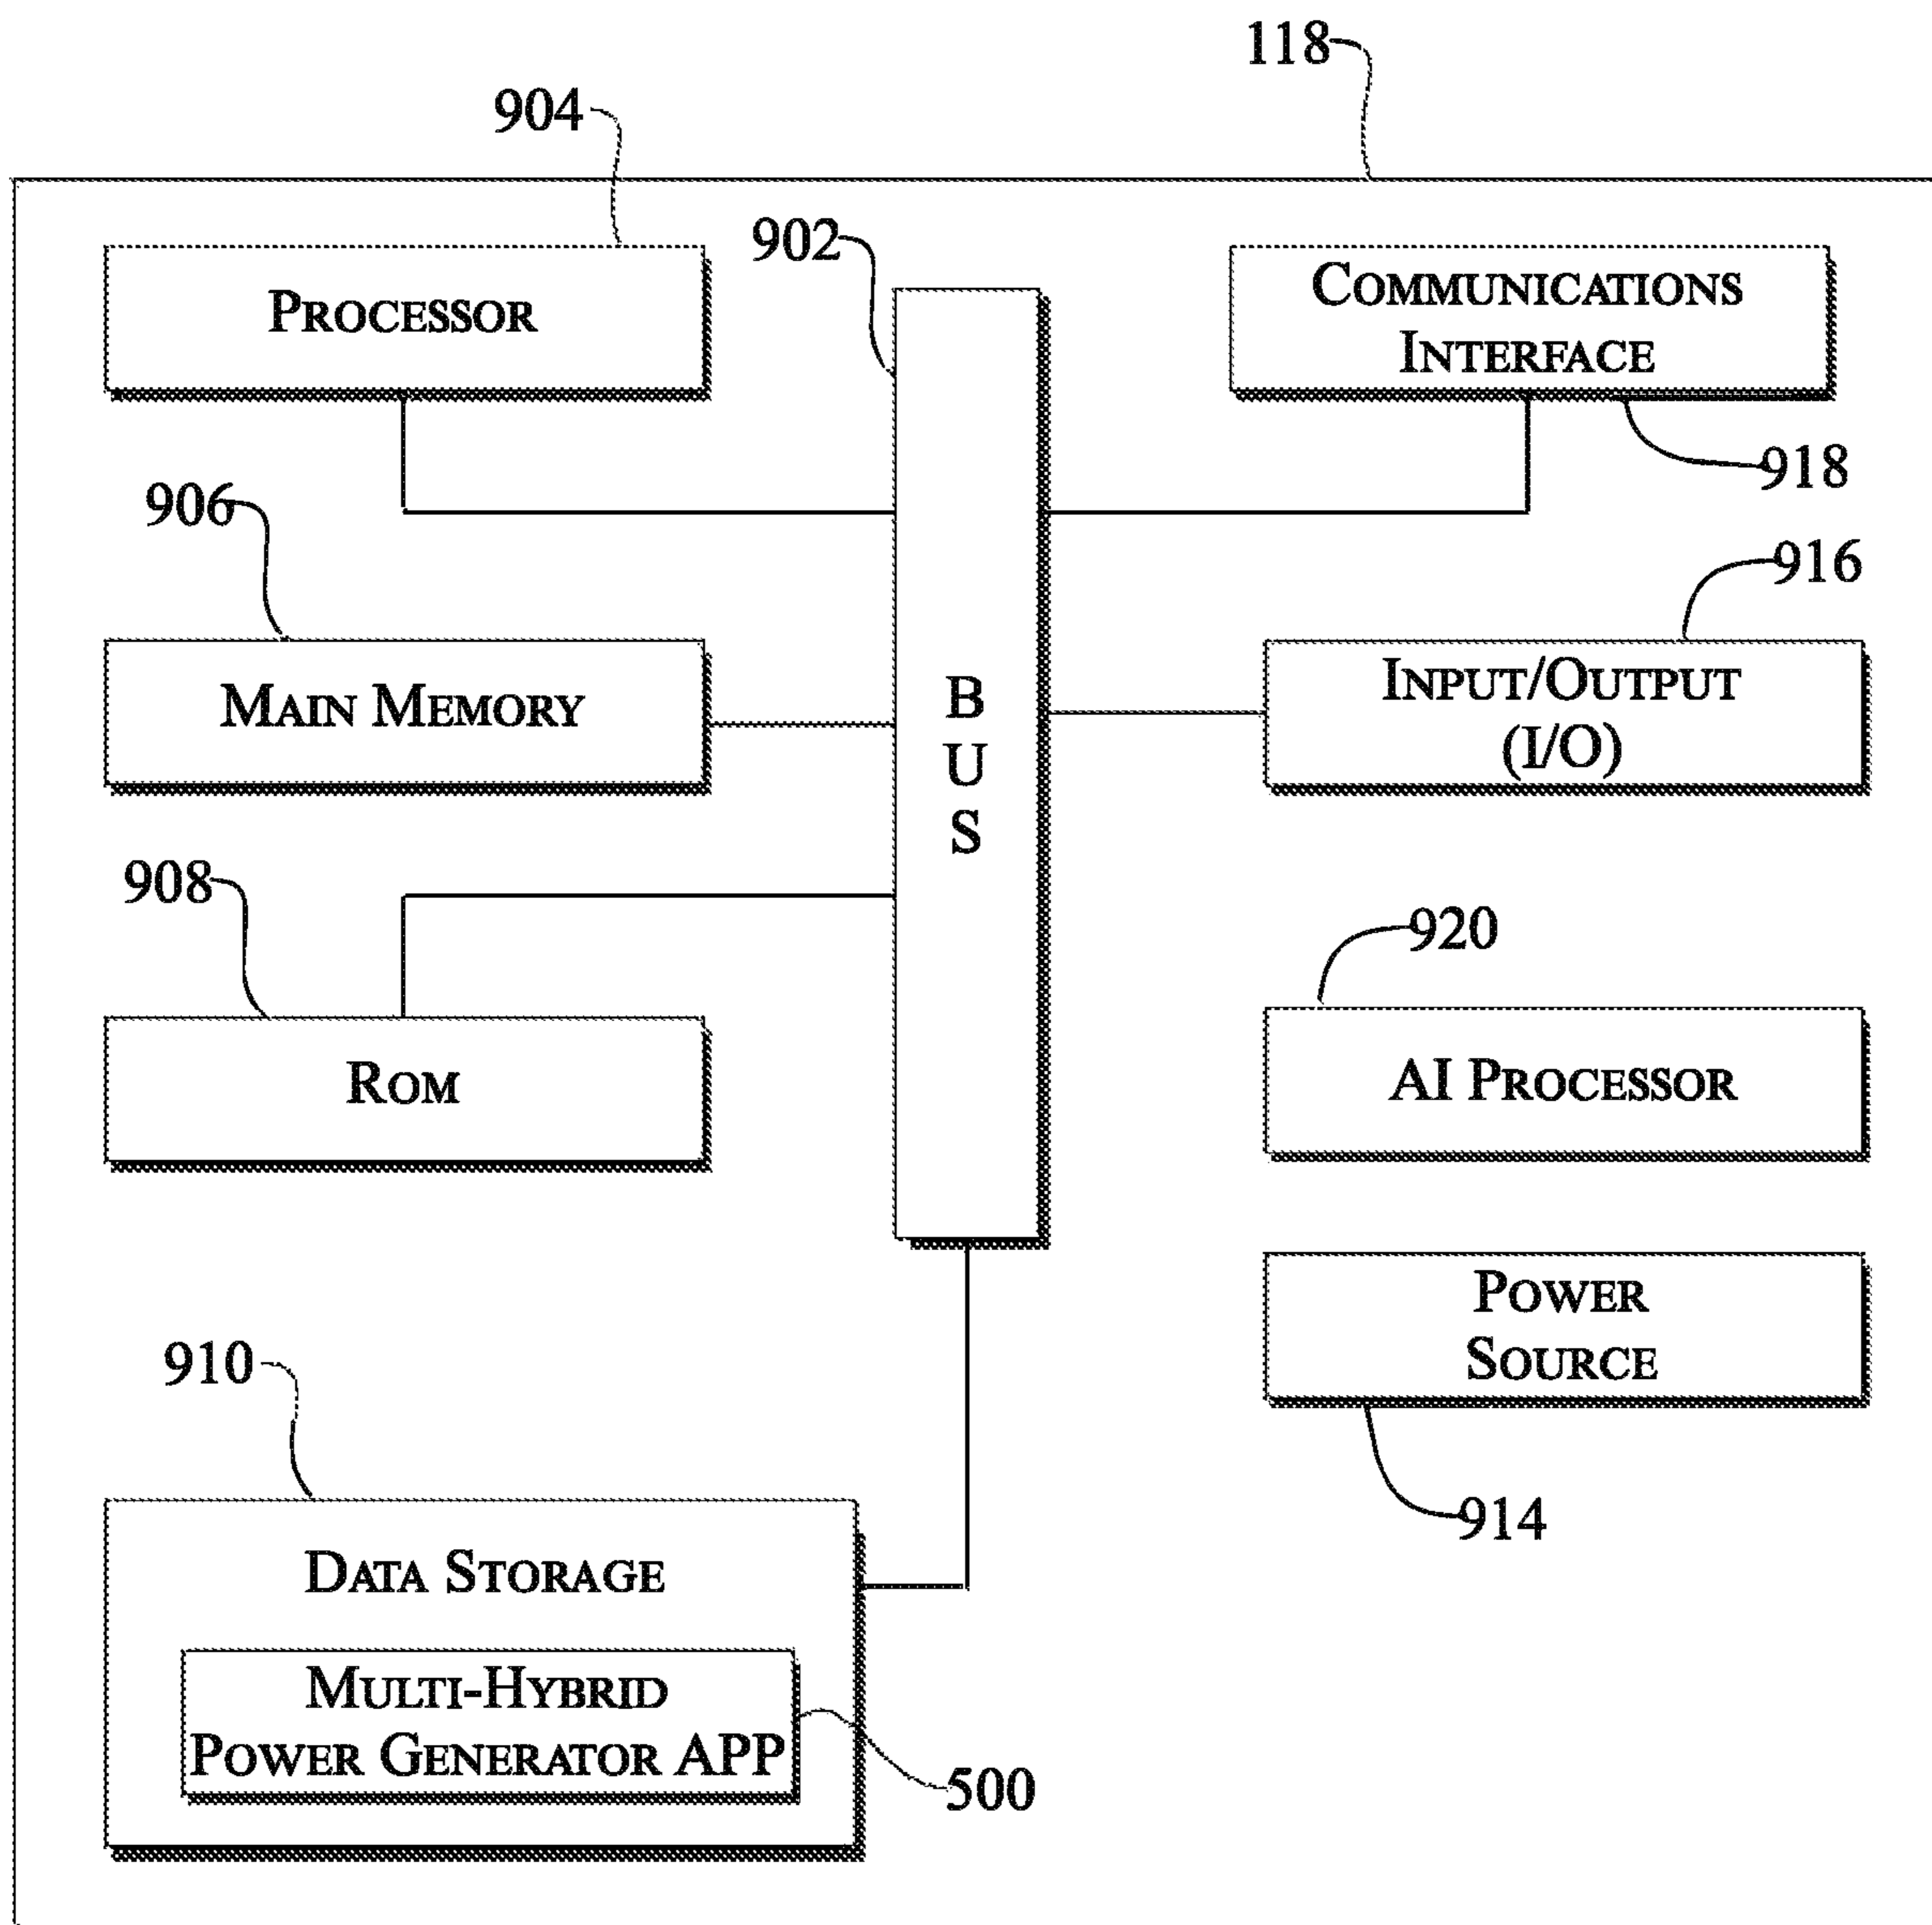 118
904
PROCESSOR
902
COMMUNICATIONS
INTERFACE
918
906
MAIN MEMORY
B
U
S
916
INPUT/OUTPUT
(I/O)
908
ROM
920
AI PROCESSOR
POWER
SOURCE
914
910
DATA STORAGE
MULTI-HYBRID
POWER GENERATOR APP
500